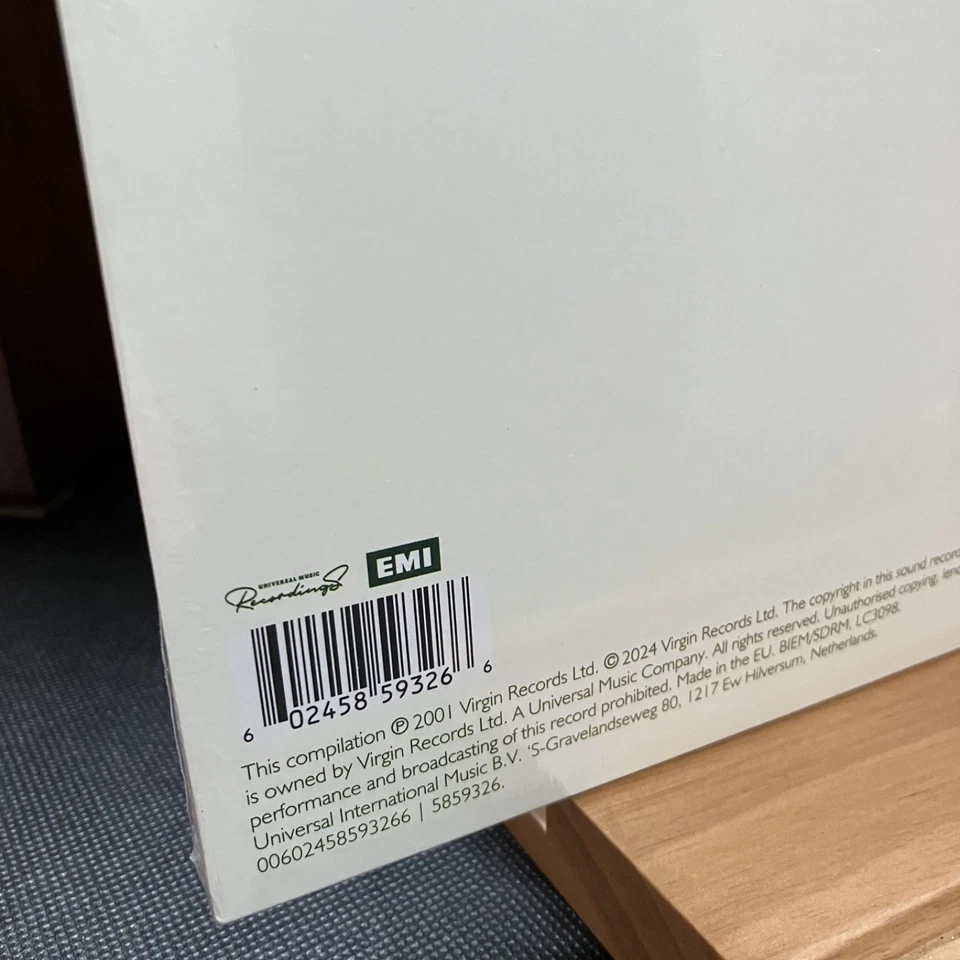 UNIVERSAL MUSIC
Recordings
EMI
6 02458 59326 6
This compilation ℗ 2001 Virgin Records Ltd. © 2024 Virgin Records Ltd. The copyright in this sound
is owned by Virgin Records Ltd. A Universal Music Company. All rights reserved. Unauthorised copying,
performance and broadcasting of this record prohibited. Made in the EU. BIEM/SDRM, LC3098.
Universal International Music B.V. 'S-Gravelandseweg 80, 1217 Ew Hilversum, Netherlands.
00602458593266 | 5859326.